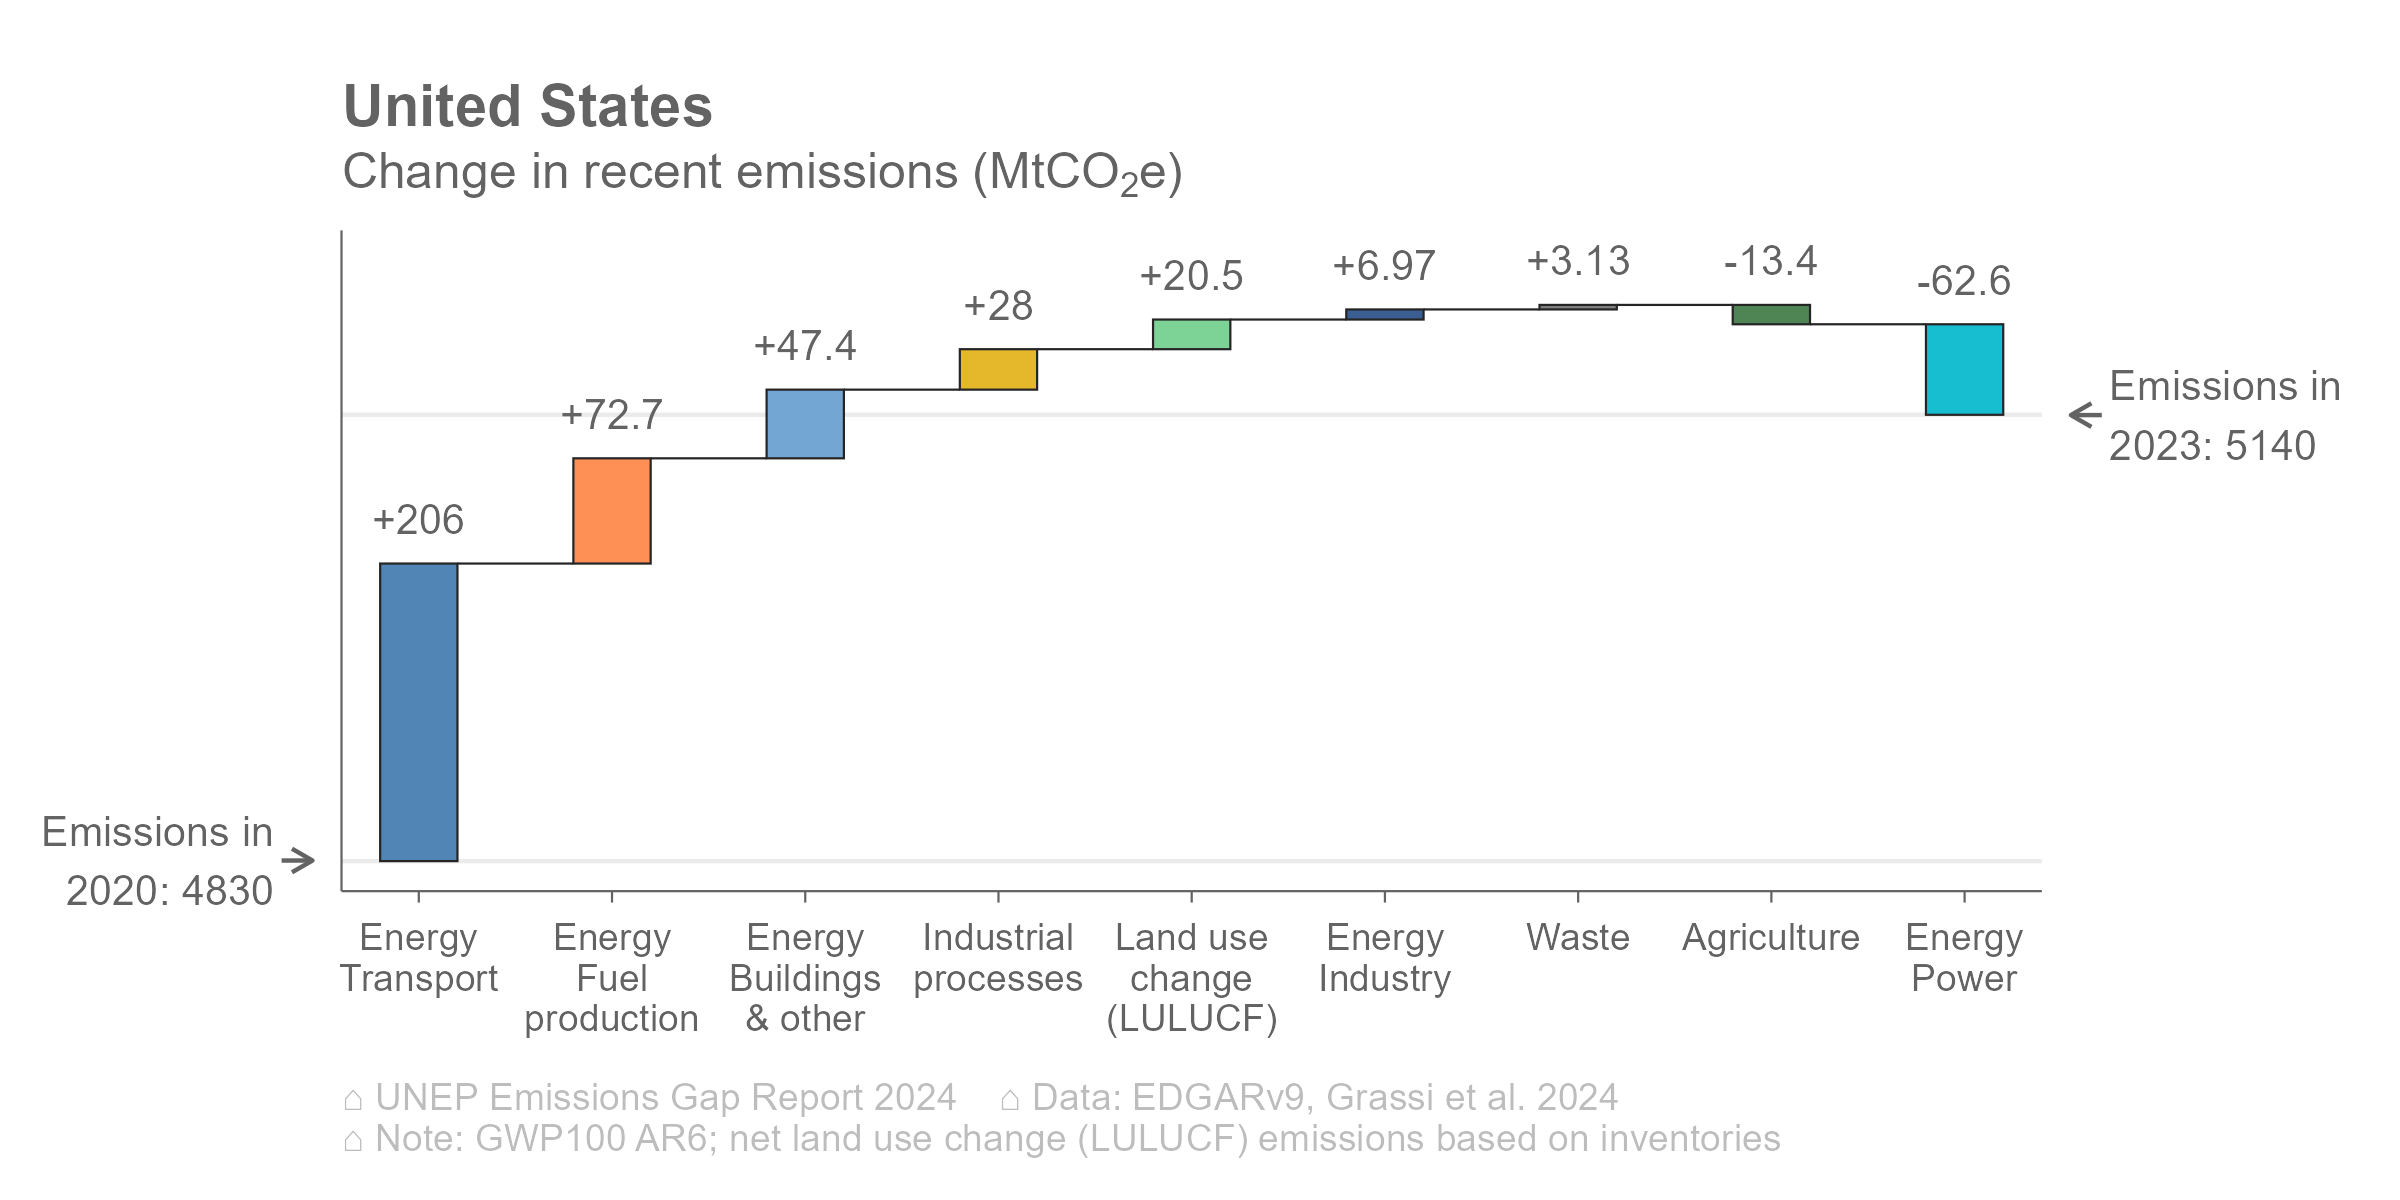 United States
Change in recent emissions (MtCO₂e)
+206
+72.7
+47.4
+28
+20.5
+6.97
+3.13
-13.4
-62.6
Emissions in
2023: 5140
Emissions in
2020: 4830
Energy
Transport
Energy
Fuel
production
Energy
Buildings
& other
Industrial
processes
Land use
change
(LULUCF)
Energy
Industry
Waste
Agriculture
Energy
Power
⌂ UNEP Emissions Gap Report 2024 ⌂ Data: EDGARv9, Grassi et al. 2024
⌂ Note: GWP100 AR6; net land use change (LULUCF) emissions based on inventories